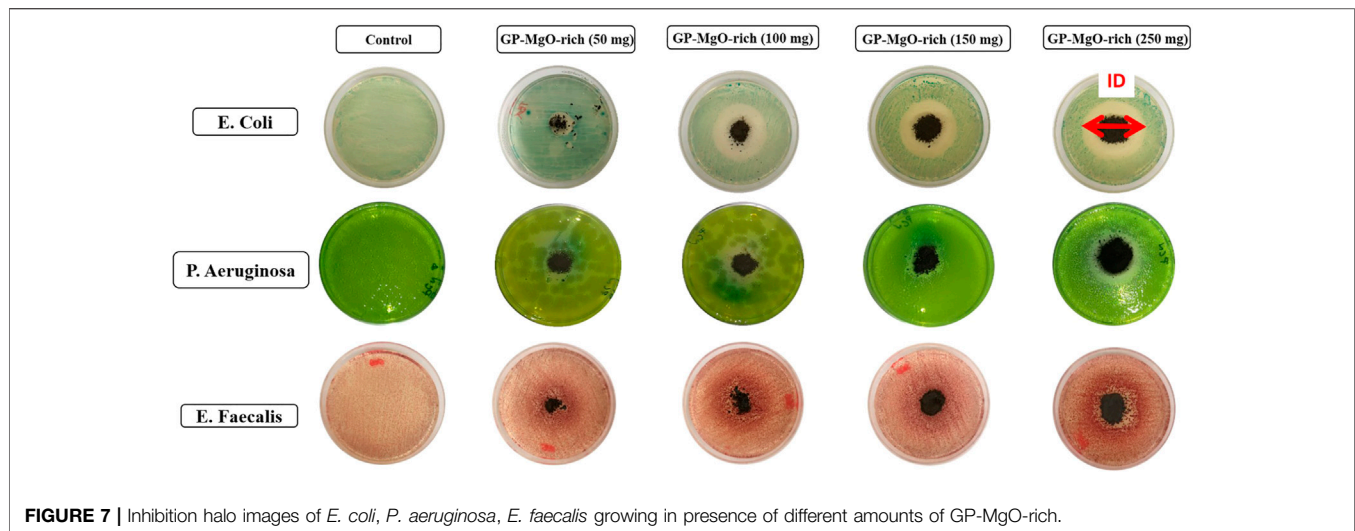 Control
GP-MgO-rich (50 mg)
GP-MgO-rich (100 mg)
GP-MgO-rich (150 mg)
GP-MgO-rich (250 mg)
E. Coli
ID
P. Aeruginosa
E. Faecalis
FIGURE 7 | Inhibition halo images of E. coli, P. aeruginosa, E. faecalis growing in presence of different amounts of GP-MgO-rich.